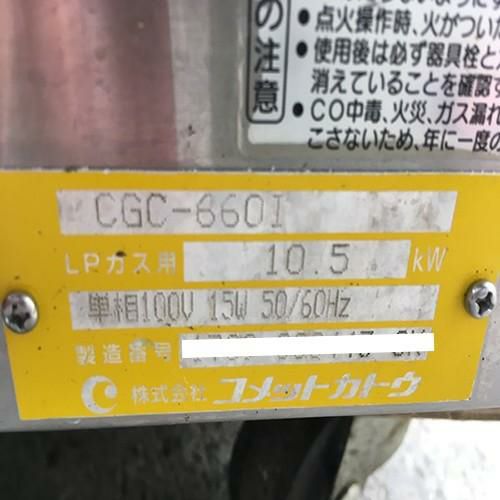 の注意
●点火操作時、火がついた
●使用後は必ず器具栓と
消えていることを確認す
●CO中毒、火災、ガス漏れ
こさないため、年に一度の
CGC-660I
LPガス用 10.5 kW
単相100V 15W 50/60Hz
製造番号
株式会社 コメットカトウ